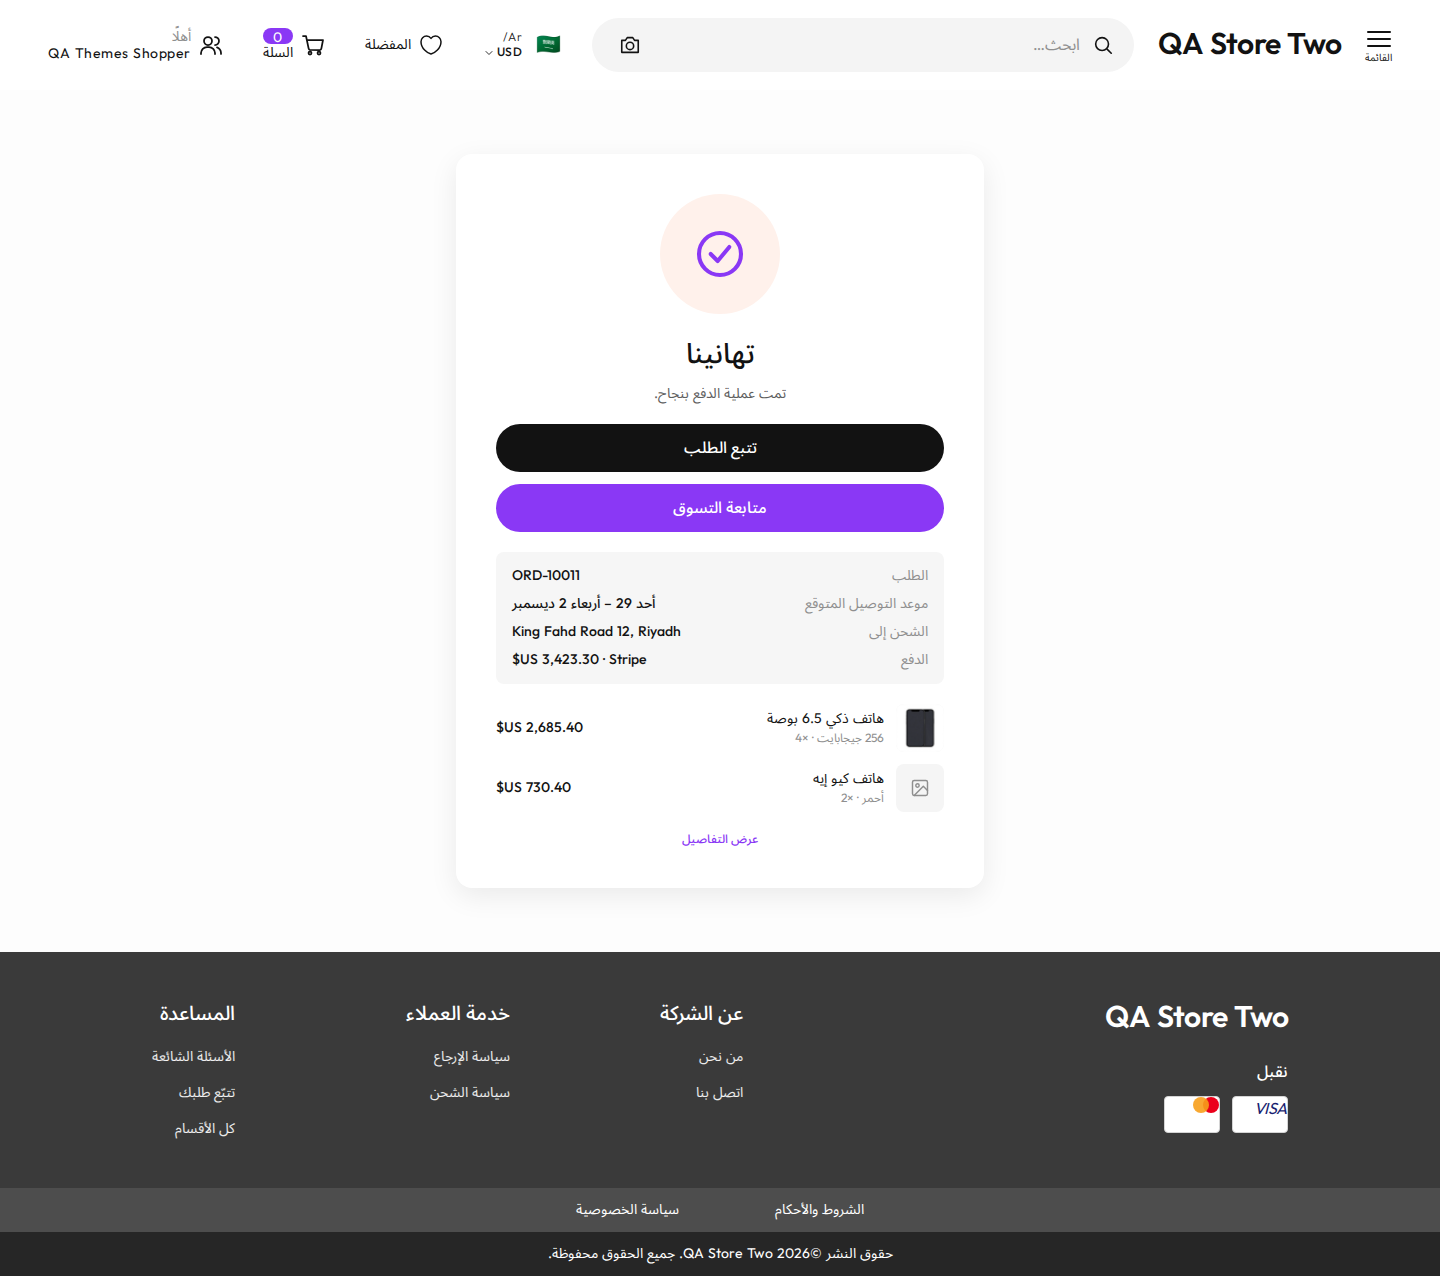 القائمة
QA Store Two
ابحث...
Ar/
USD
المفضلة
0
السلة
أهلًا
QA Themes Shopper
تهانينا
تمت عملية الدفع بنجاح.
تتبع الطلب
متابعة التسوق
الطلب ORD-10011
موعد التوصيل المتوقع أحد 29 – أربعاء 2 ديسمبر
الشحن إلى King Fahd Road 12, Riyadh
الدفع $US 3,423.30 · Stripe
هاتف ذكي 6.5 بوصة
256 جيجابايت · ×4
$US 2,685.40
هاتف كيو إيه
أحمر · ×2
$US 730.40
عرض التفاصيل
QA Store Two
نقبل
VISA
عن الشركة
من نحن
اتصل بنا
خدمة العملاء
سياسة الإرجاع
سياسة الشحن
المساعدة
الأسئلة الشائعة
تتبّع طلبك
كل الأقسام
الشروط والأحكام
سياسة الخصوصية
حقوق النشر ©2026 QA Store Two. جميع الحقوق محفوظة.